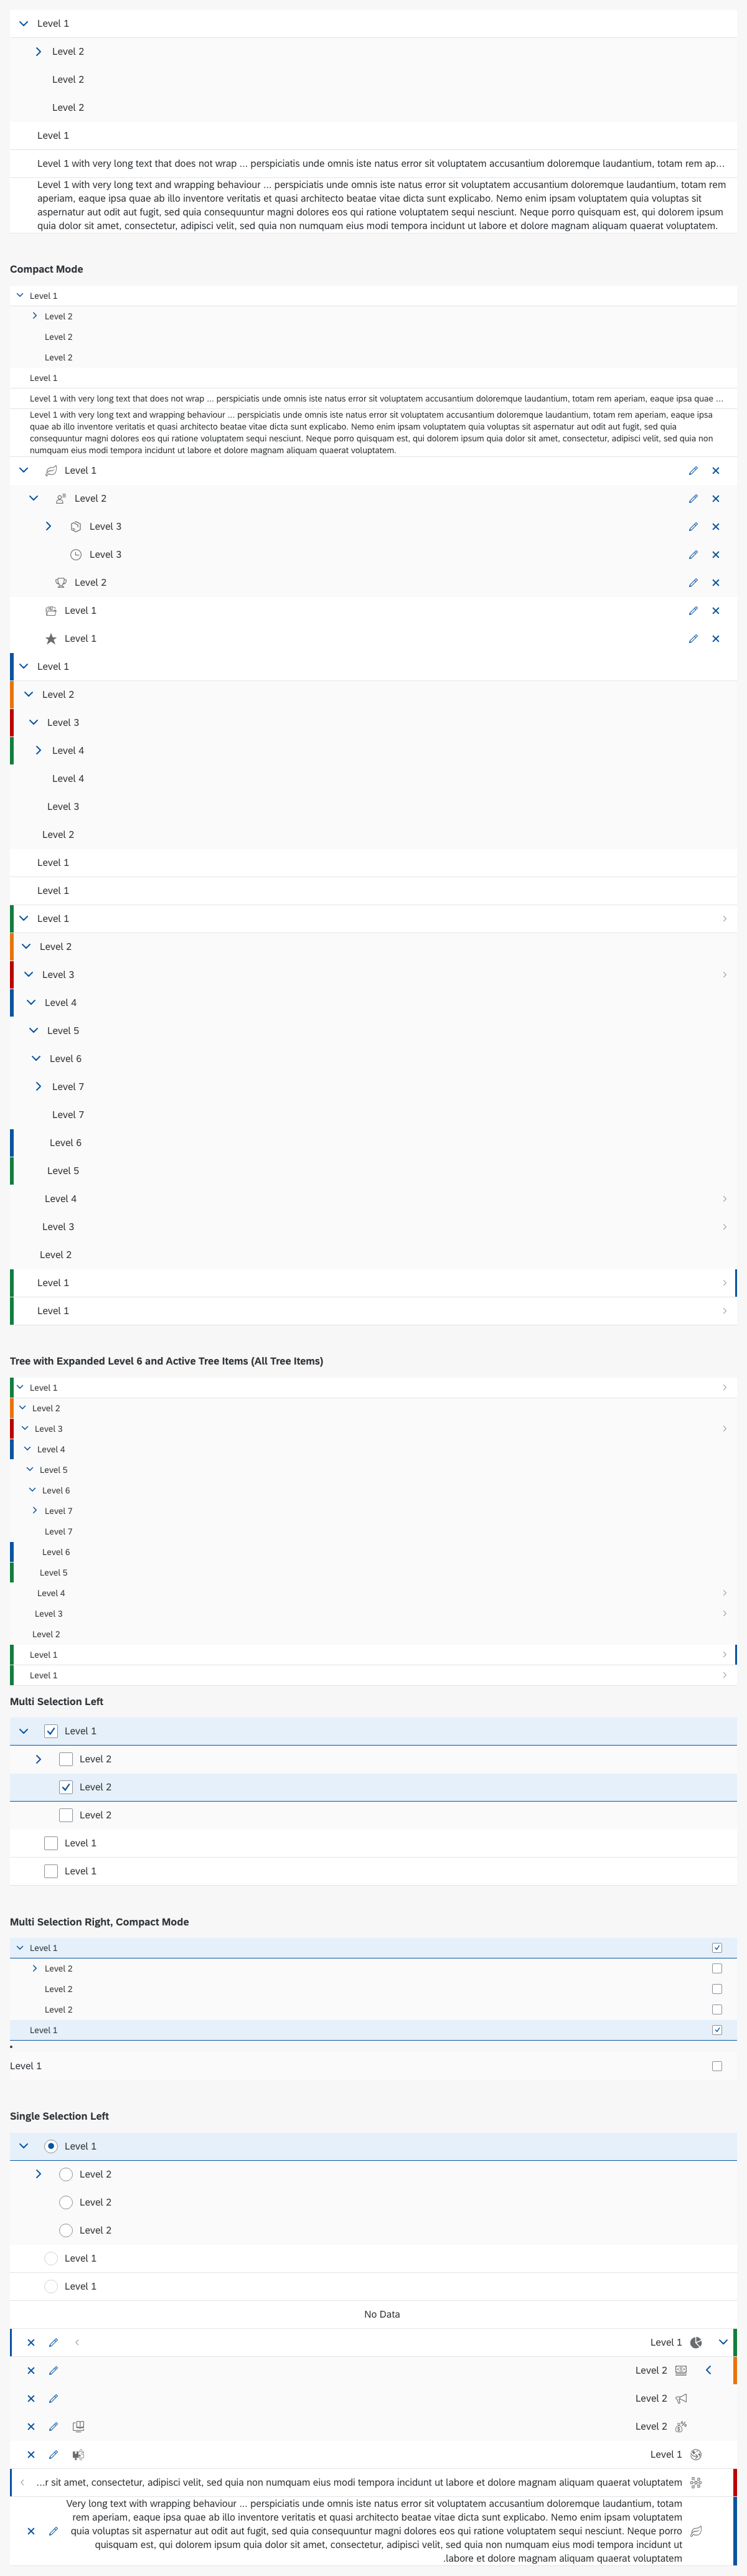 Level 1
Level 2
Level 2
Level 2
Level 1
Level 1 with very long text that does not wrap ... perspiciatis unde omnis iste natus error sit voluptatem accusantium doloremque laudantium, totam rem ap...
Level 1 with very long text and wrapping behaviour ... perspiciatis unde omnis iste natus error sit voluptatem accusantium doloremque laudantium, totam rem
aperiam, eaque ipsa quae ab illo inventore veritatis et quasi architecto beatae vitae dicta sunt explicabo. Nemo enim ipsam voluptatem quia voluptas sit
aspernatur aut odit aut fugit, sed quia consequuntur magni dolores eos qui ratione voluptatem sequi nesciunt. Neque porro quisquam est, qui dolorem ipsum
quia dolor sit amet, consectetur, adipisci velit, sed quia non numquam eius modi tempora incidunt ut labore et dolore magnam aliquam quaerat voluptatem.
Compact Mode
Level 1
Level 2
Level 2
Level 2
Level 1
Level 1 with very long text that does not wrap ... perspiciatis unde omnis iste natus error sit voluptatem accusantium doloremque laudantium, totam rem aperiam, eaque ipsa quae ...
Level 1 with very long text and wrapping behaviour ... perspiciatis unde omnis iste natus error sit voluptatem accusantium doloremque laudantium, totam rem aperiam, eaque ipsa
quae ab illo inventore veritatis et quasi architecto beatae vitae dicta sunt explicabo. Nemo enim ipsam voluptatem quia voluptas sit aspernatur aut odit aut fugit, sed quia
consequuntur magni dolores eos qui ratione voluptatem sequi nesciunt. Neque porro quisquam est, qui dolorem ipsum quia dolor sit amet, consectetur, adipisci velit, sed quia non
numquam eius modi tempora incidunt ut labore et dolore magnam aliquam quaerat voluptatem.
Level 1
Level 2
Level 3
Level 3
Level 2
Level 1
Level 1
Level 1
Level 2
Level 3
Level 4
Level 4
Level 3
Level 2
Level 1
Level 1
Level 1
Level 2
Level 3
Level 4
Level 5
Level 6
Level 7
Level 7
Level 6
Level 5
Level 4
Level 3
Level 2
Level 1
Level 1
Tree with Expanded Level 6 and Active Tree Items (All Tree Items)
Level 1
Level 2
Level 3
Level 4
Level 5
Level 6
Level 7
Level 7
Level 6
Level 5
Level 4
Level 3
Level 2
Level 1
Level 1
Multi Selection Left
Level 1
Level 2
Level 2
Level 2
Level 1
Level 1
Multi Selection Right, Compact Mode
Level 1
Level 2
Level 2
Level 2
Level 1
Level 1
Single Selection Left
Level 1
Level 2
Level 2
Level 2
Level 1
Level 1
No Data
Level 1
Level 2
Level 2
Level 2
Level 1
...r sit amet, consectetur, adipisci velit, sed quia non numquam eius modi tempora incidunt ut labore et dolore magnam aliquam quaerat voluptatem
Very long text with wrapping behaviour ... perspiciatis unde omnis iste natus error sit voluptatem accusantium doloremque laudantium, totam
rem aperiam, eaque ipsa quae ab illo inventore veritatis et quasi architecto beatae vitae dicta sunt explicabo. Nemo enim ipsam voluptatem
quia voluptas sit aspernatur aut odit aut fugit, sed quia consequuntur magni dolores eos qui ratione voluptatem sequi nesciunt. Neque porro
quisquam est, qui dolorem ipsum quia dolor sit amet, consectetur, adipisci velit, sed quia non numquam eius modi tempora incidunt ut
.labore et dolore magnam aliquam quaerat voluptatem